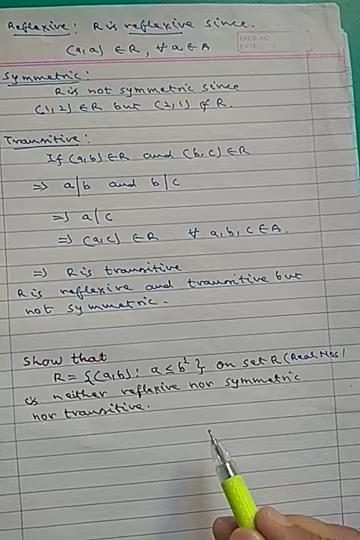 Reflexive: R is reflexive since.
(a,a) ∈ R, ∀ a ∈ A
Symmetric:
R is not symmetric since
(1,2) ∈ R but (2,1) ∉ R.
Transitive:
If (a,b) ∈ R and (b,c) ∈ R
=> a|b and b|c
=> a|c
=> (a,c) ∈ R ∀ a,b,c ∈ A.
=> R is transitive
R is reflexive and transitive but
not symmetric.
Show that
R = {(a,b): a ≤ b²} on set R (Real Nos)
is neither reflexive nor symmetric
nor transitive.